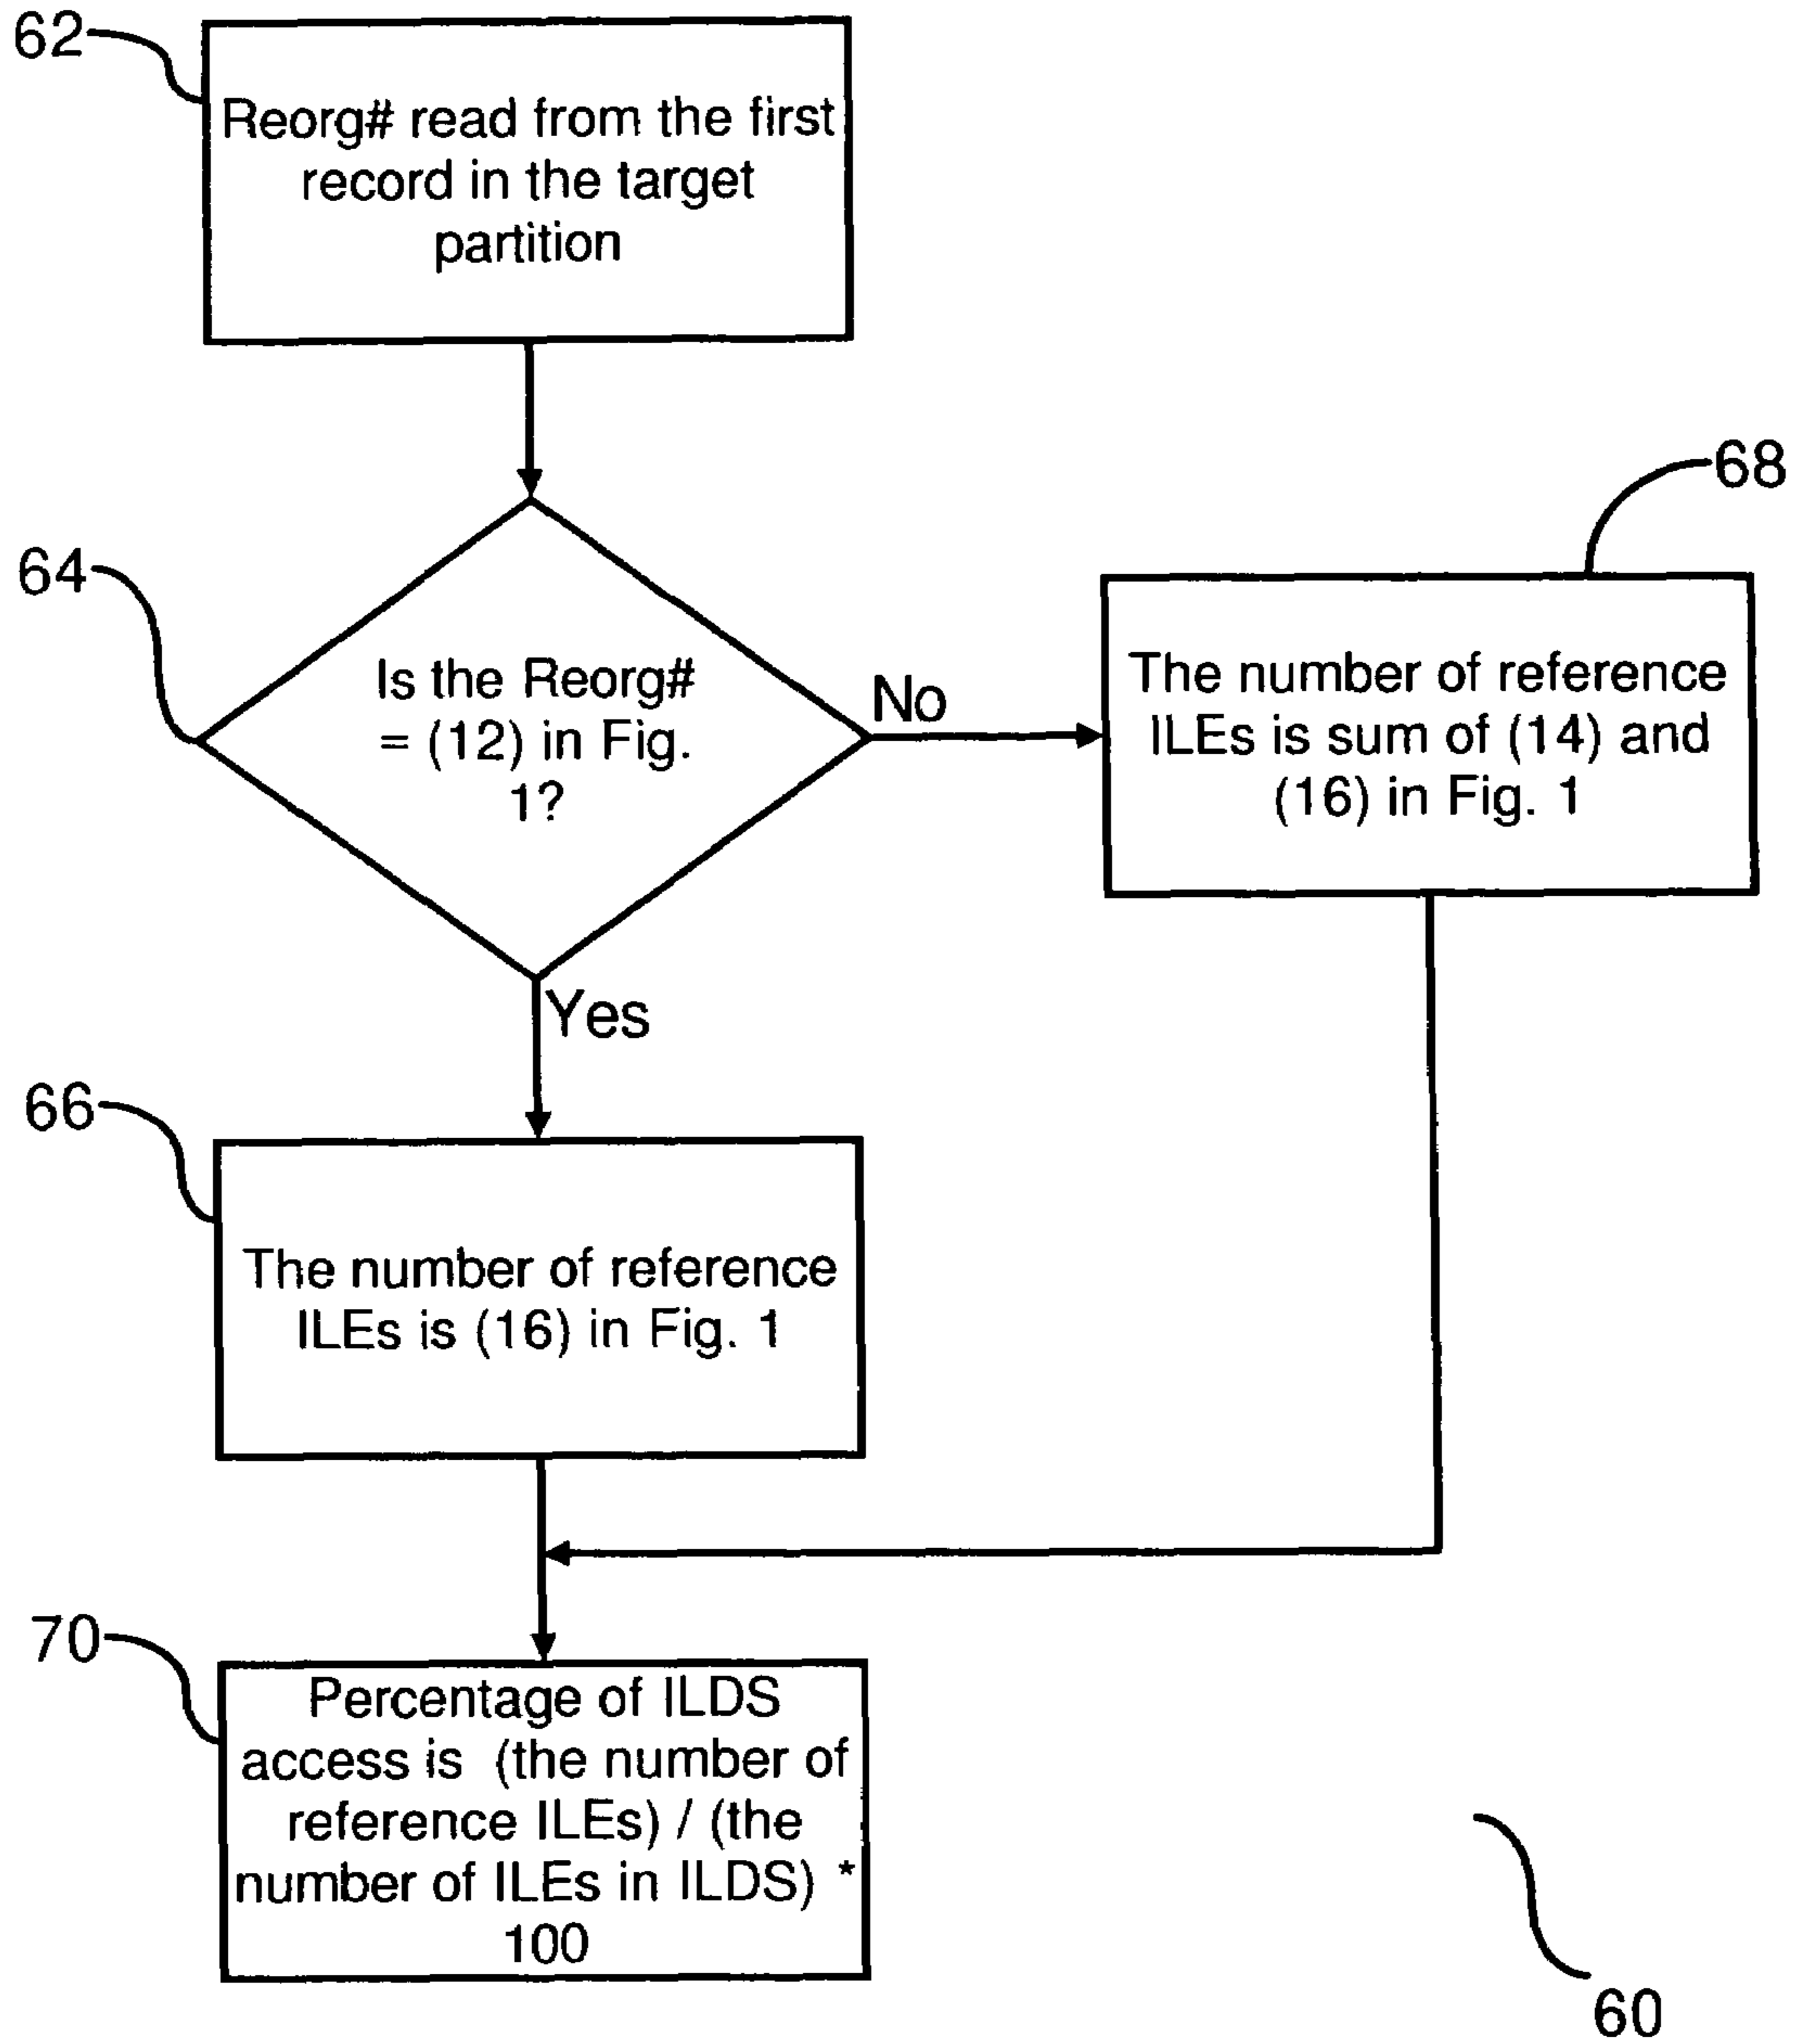 62
Reorg# read from the first
record in the target
partition
64
Is the Reorg#
= (12) in Fig.
1?
No
68
The number of reference
ILEs is sum of (14) and
(16) in Fig. 1
Yes
66
The number of reference
ILEs is (16) in Fig. 1
70
Percentage of ILDS
access is (the number of
reference ILEs) / (the
number of ILEs in ILDS) *
100
60